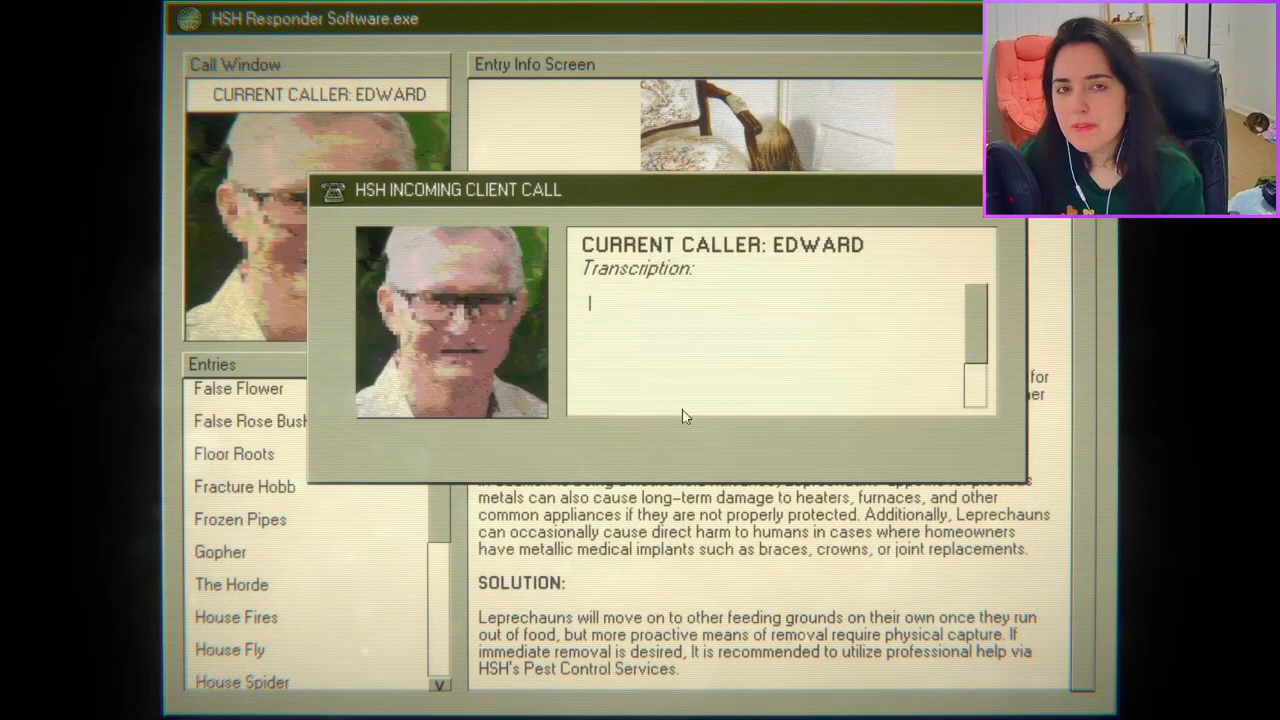 HSH Responder Software.exe
Call Window
Entry Info Screen
CURRENT CALLER: EDWARD
HSH INCOMING CLIENT CALL
CURRENT CALLER: EDWARD
Transcription:
Entries
False Flower
False Rose Bush
Floor Roots
Fracture Hobb
Frozen Pipes
Gopher
The Horde
House Fires
House Fly
House Spider
for
metals can also cause long-term damage to heaters, furnaces, and other
common appliances if they are not properly protected. Additionally, Leprechauns
can occasionally cause direct harm to humans in cases where homeowners
have metallic medical implants such as braces, crowns, or joint replacements.
SOLUTION:
Leprechauns will move on to other feeding grounds on their own once they run
out of food, but more proactive means of removal require physical capture. If
immediate removal is desired, It is recommended to utilize professional help via
HSH's Pest Control Services.
V